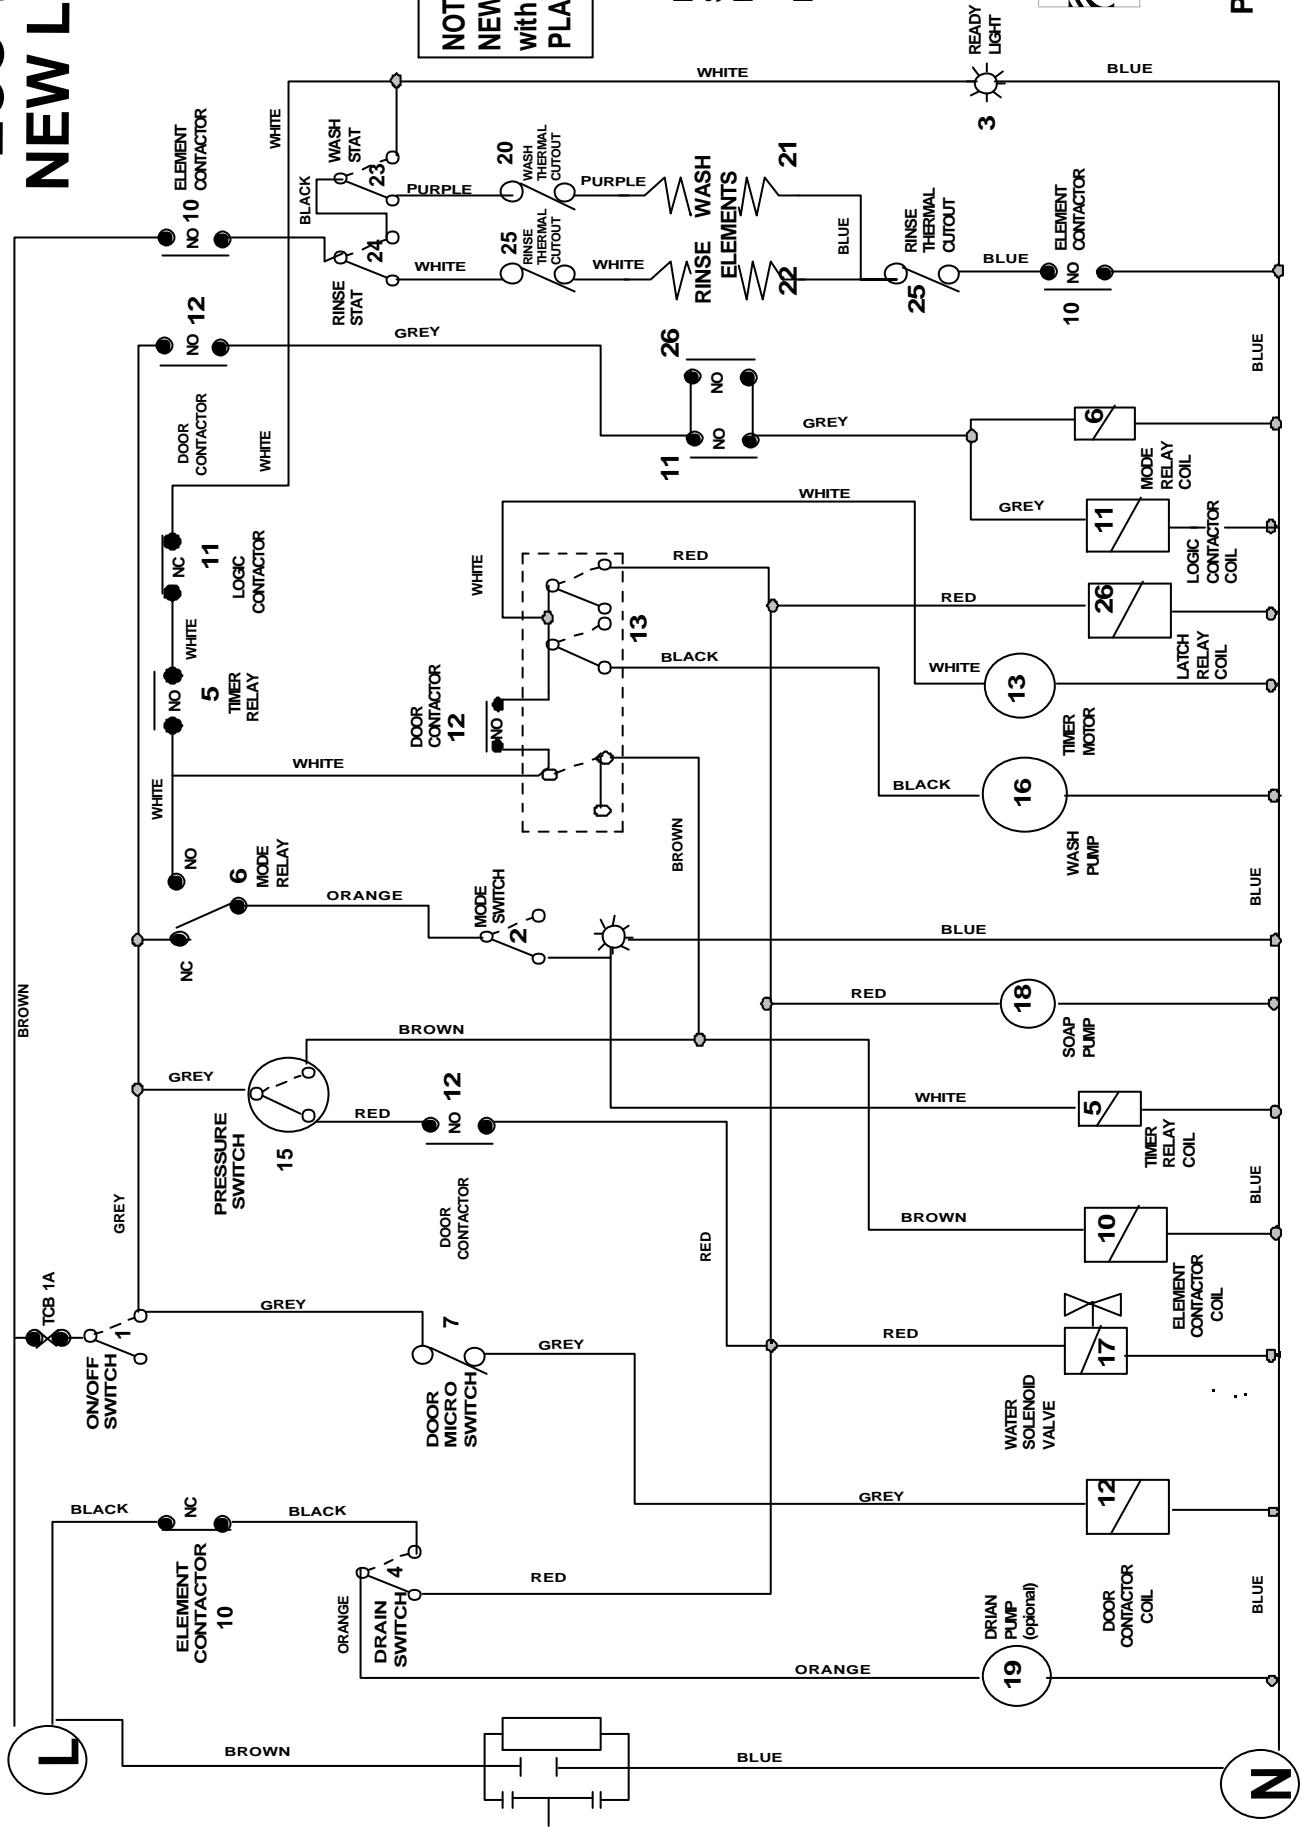 NEW L
NOT
NEW
with
PLA
P
READY
LIGHT
3
WHITE
BLUE
WHITE
ELEMENT
CONTACTOR
10
NO
WASH
STAT
23
BLACK
PURPLE
20
WASH
THERMAL
CUTOUT
PURPLE
WASH
21
24
RINSE
STAT
WHITE
25
RINSE
THERMAL
CUTOUT
WHITE
RINSE
ELEMENTS
22
BLUE
RINSE
THERMAL
CUTOUT
25
BLUE
ELEMENT
CONTACTOR
NO
10
12
NO
DOOR
CONTACTOR
GREY
26
NO
NO
11
GREY
BLUE
6
MODE
RELAY
COIL
WHITE
NC
11
LOGIC
CONTACTOR
WHITE
WHITE
GREY
11
LOGIC
CONTACTOR
COIL
RED
RED
26
LATCH
RELAY
COIL
WHITE
NO
5
TIMER
RELAY
13
BLACK
WHITE
13
TIMER
MOTOR
DOOR
CONTACTOR
12
NO
WHITE
WHITE
BLACK
16
WASH
PUMP
BROWN
NO
6
MODE
RELAY
NC
ORANGE
MODE
SWITCH
2
BLUE
BLUE
BROWN
RED
18
SOAP
PUMP
BROWN
GREY
PRESSURE
SWITCH
15
RED
12
NO
DOOR
CONTACTOR
WHITE
5
TIMER
RELAY
COIL
BLUE
GREY
RED
BROWN
10
ELEMENT
CONTACTOR
COIL
TCB 1A
1
ON/OFF
SWITCH
GREY
7
DOOR
MICRO
SWITCH
GREY
RED
17
WATER
SOLENOID
VALVE
BLACK
NC
BLACK
ELEMENT
CONTACTOR
10
GREY
12
DOOR
CONTACTOR
COIL
ORANGE
4
DRAIN
SWITCH
RED
BLUE
DRIAN
PUMP
(opional)
ORANGE
19
L
BROWN
BLUE
N